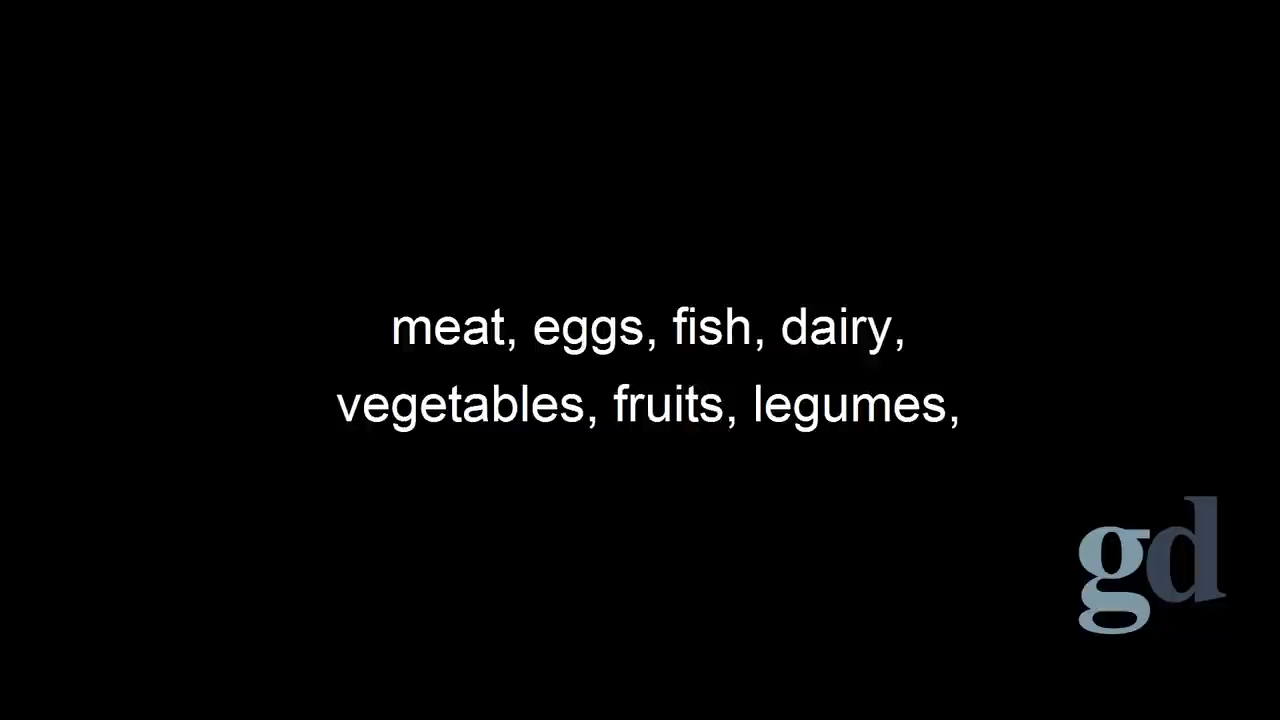 meat, eggs, fish, dairy,
vegetables, fruits, legumes,
gd